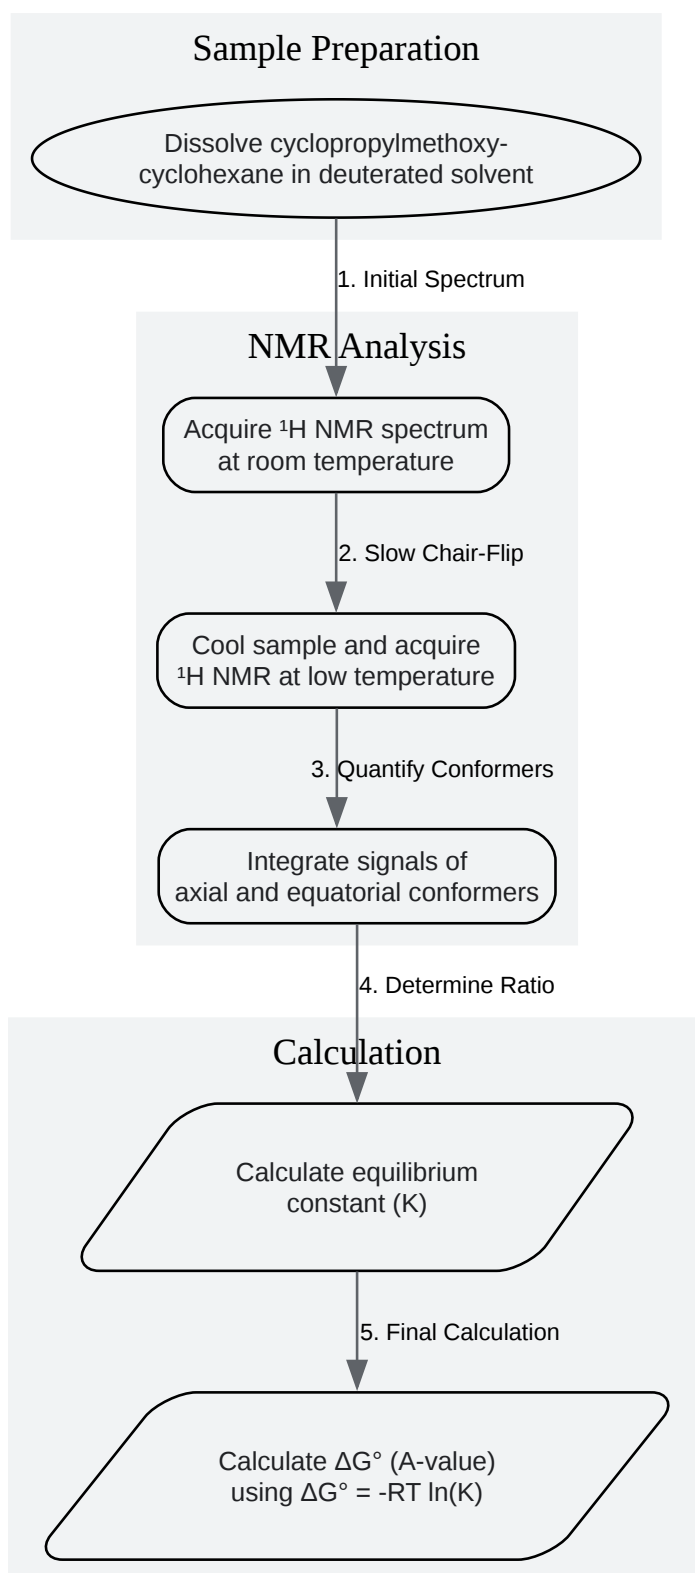 Sample Preparation
Dissolve cyclopropylmethoxy-
cyclohexane in deuterated solvent
1. Initial Spectrum
NMR Analysis
Acquire ¹H NMR spectrum
at room temperature
2. Slow Chair-Flip
Cool sample and acquire
¹H NMR at low temperature
3. Quantify Conformers
Integrate signals of
axial and equatorial conformers
4. Determine Ratio
Calculation
Calculate equilibrium
constant (K)
5. Final Calculation
Calculate ΔG° (A-value)
using ΔG° = -RT ln(K)